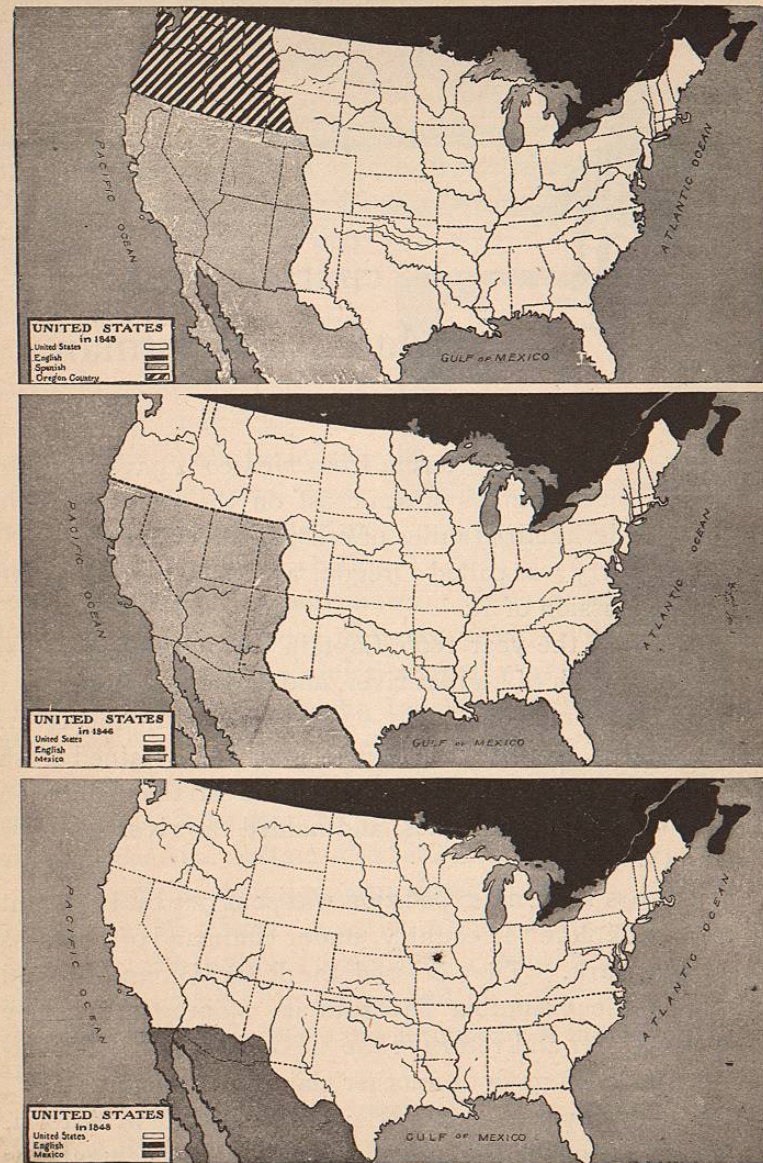 PACIFIC OCEAN
ATLANTIC OCEAN
GULF OF MEXICO
UNITED STATES
in 1845
United States
English
Spanish
Oregon Country
PACIFIC OCEAN
ATLANTIC OCEAN
GULF OF MEXICO
UNITED STATES
in 1846
United States
English
Mexico
PACIFIC OCEAN
ATLANTIC OCEAN
GULF OF MEXICO
UNITED STATES
in 1848
United States
English
Mexico